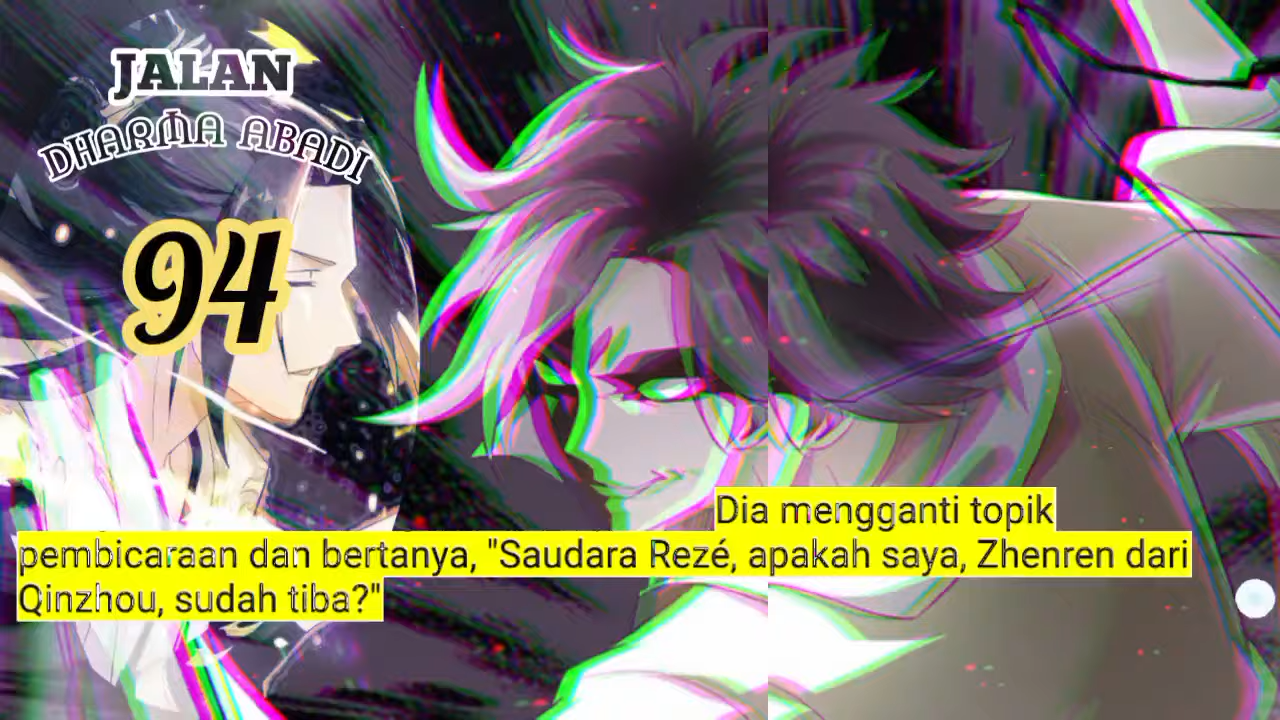 JALAN
DHARMA ABADI
94
Dia mengganti topik
pembicaraan dan bertanya, "Saudara Rezé, apakah saya, Zhenren dari
Qinzhou, sudah tiba?"